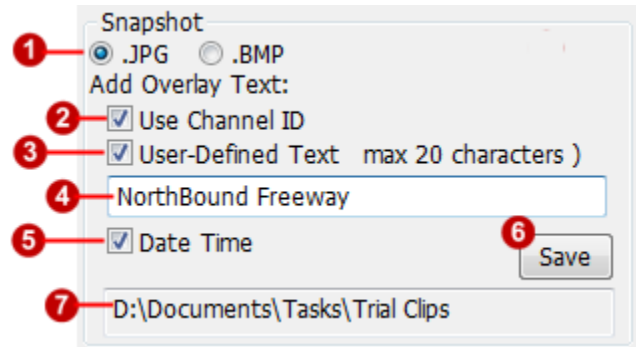 Snapshot
1 .JPG .BMP
Add Overlay Text:
2 Use Channel ID
3 User-Defined Text max 20 characters )
4 NorthBound Freeway
5 Date Time
6 Save
7 D:\Documents\Tasks\Trial Clips